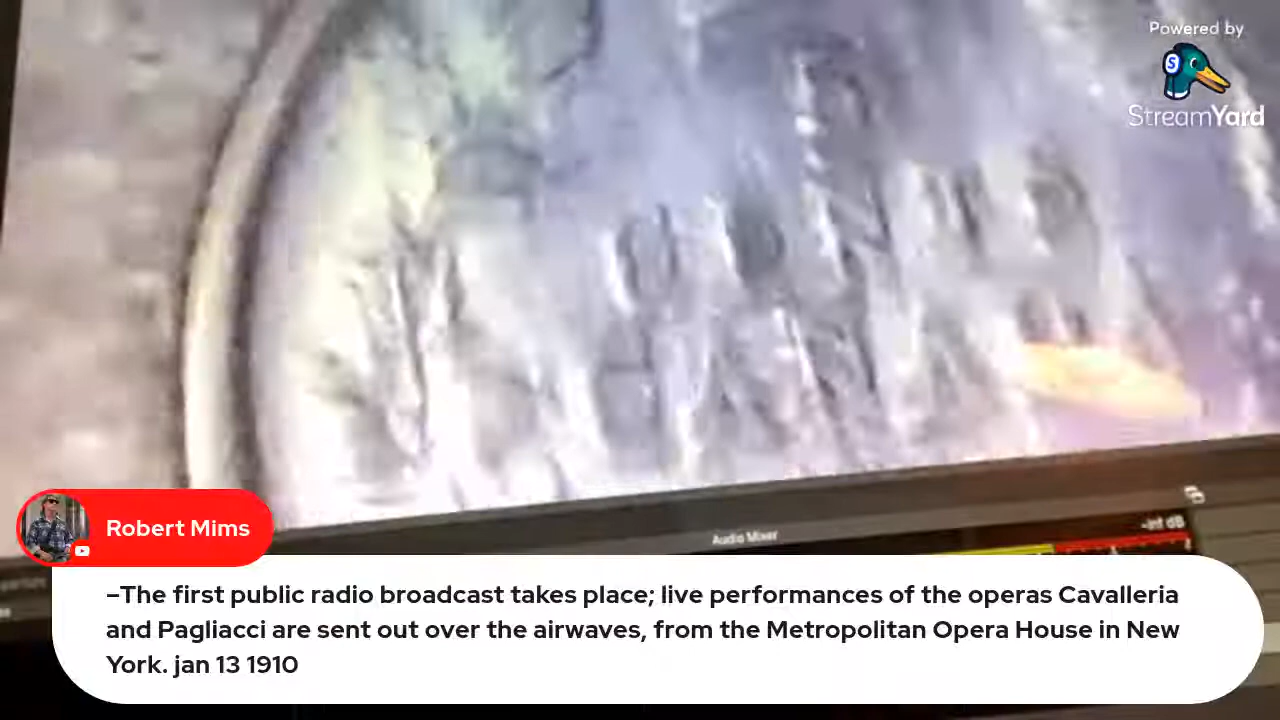 Powered by
StreamYard
Audio Mixer
-inf dB
Robert Mims
–The first public radio broadcast takes place; live performances of the operas Cavalleria
and Pagliacci are sent out over the airwaves, from the Metropolitan Opera House in New
York. jan 13 1910